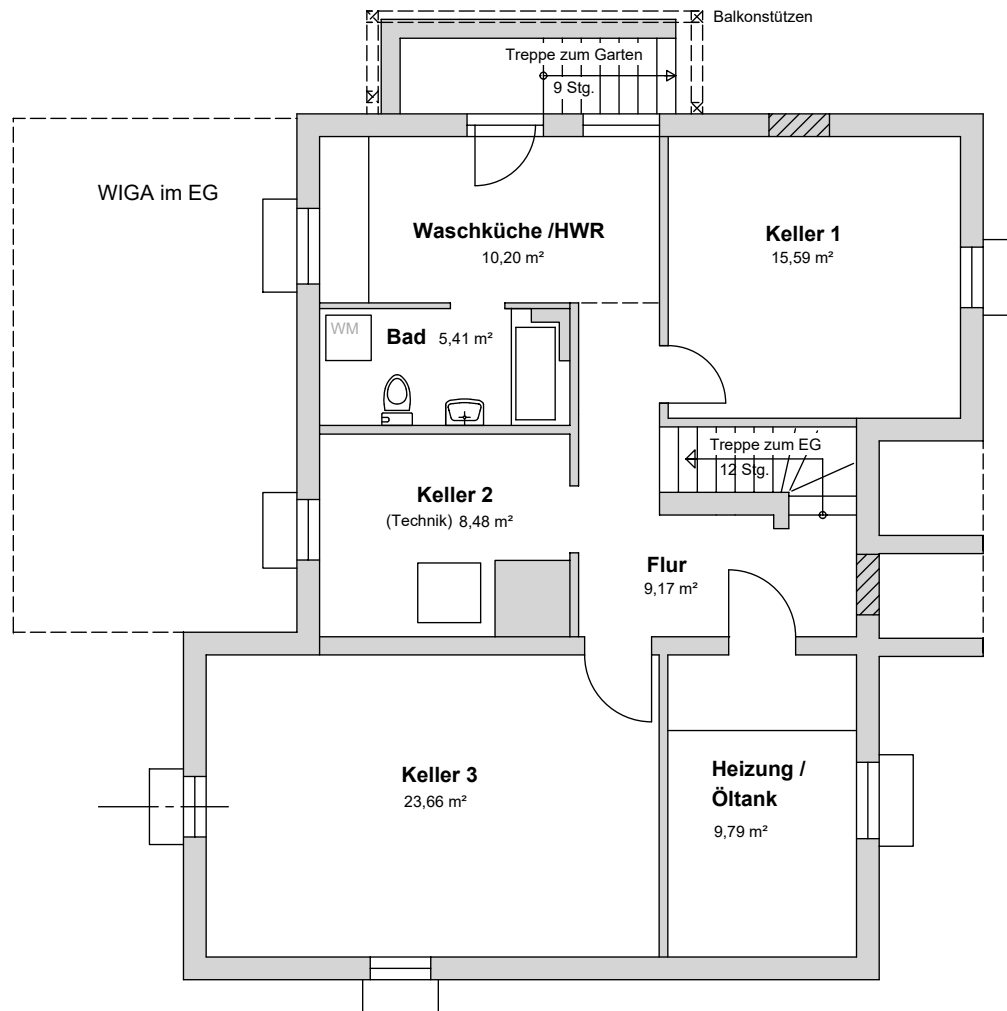 Balkonstützen
Treppe zum Garten
9 Stg.
WIGA im EG
Waschküche /HWR
10,20 m²
Keller 1
15,59 m²
WM
Bad 5,41 m²
Treppe zum EG
12 Stg.
Keller 2
(Technik) 8,48 m²
Flur
9,17 m²
Keller 3
23,66 m²
Heizung /
Öltank
9,79 m²